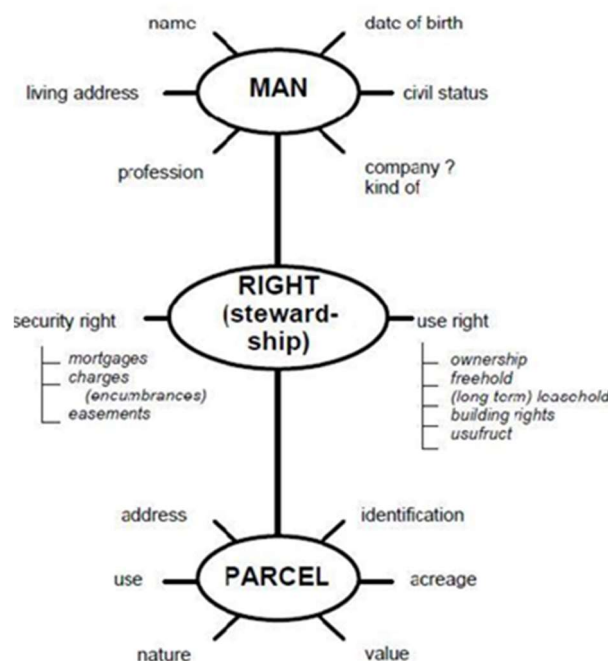 name
date of birth
MAN
living address
civil status
profession
company ?
kind of
RIGHT
(steward-
ship)
security right
use right
mortgages
charges
(encumbrances)
easements
ownership
freehold
(long term) leasehold
building rights
usufruct
address
identification
use
PARCEL
acreage
nature
value